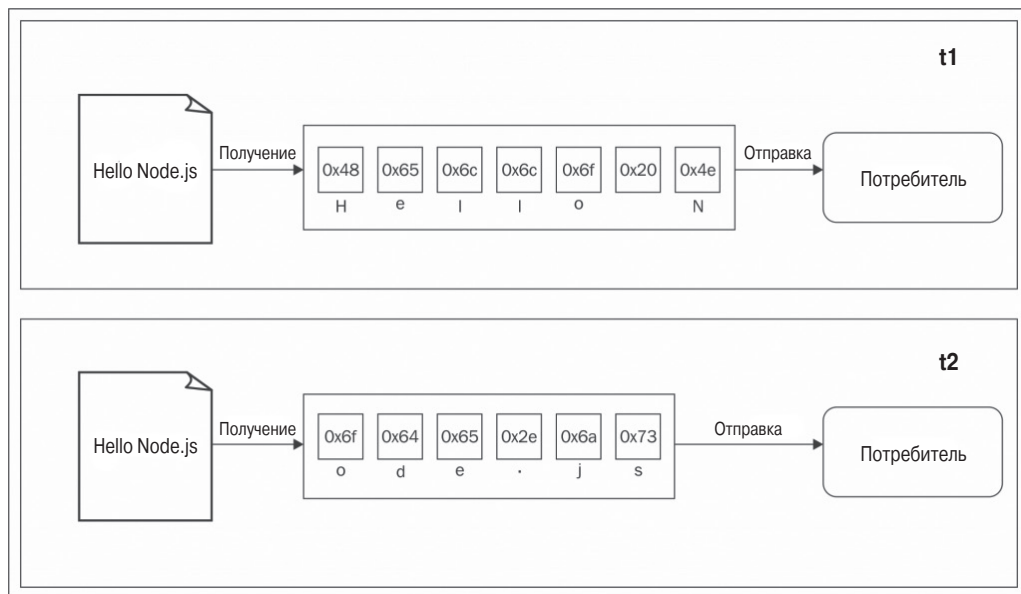 t1
Hello Node.js
Получение
0x48 0x65 0x6c 0x6c 0x6f 0x20 0x4e
H e l l o N
Отправка
Потребитель
t2
Hello Node.js
Получение
0x6f 0x64 0x65 0x2e 0x6a 0x73
o d e . j s
Отправка
Потребитель